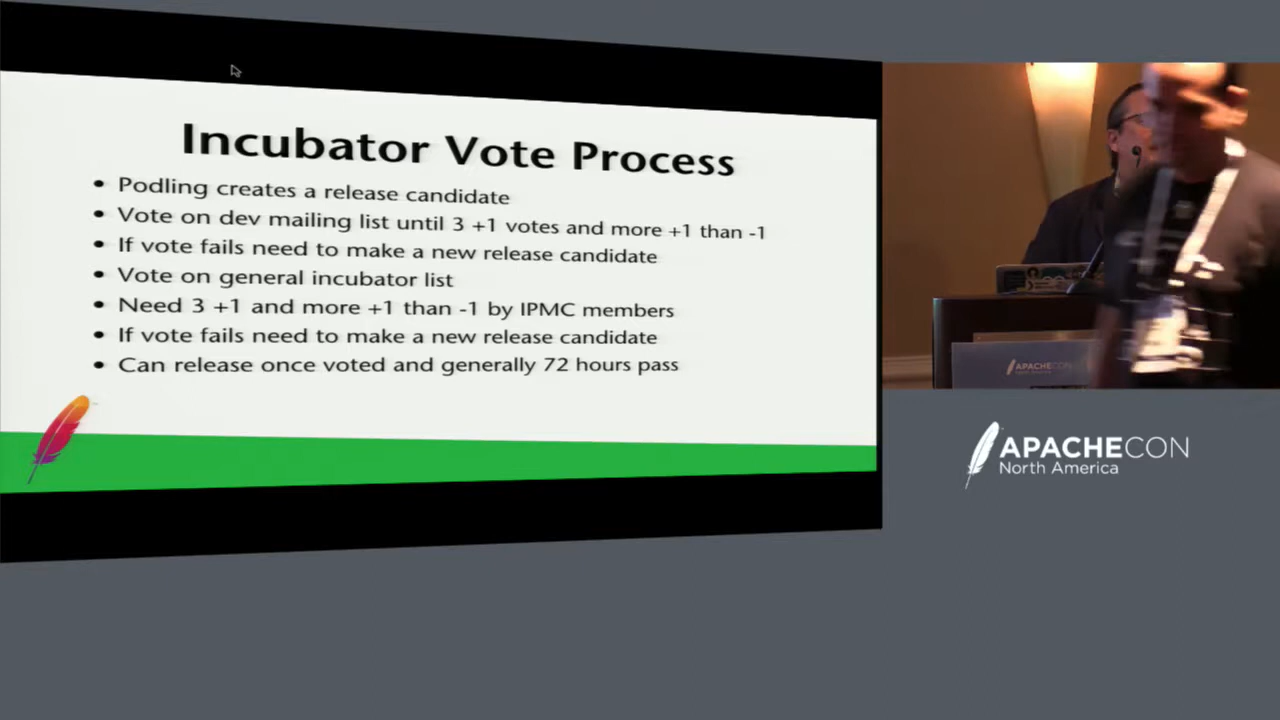 Incubator Vote Process
• Podling creates a release candidate
• Vote on dev mailing list until 3 +1 votes and more +1 than -1
• If vote fails need to make a new release candidate
• Vote on general incubator list
• Need 3 +1 and more +1 than -1 by IPMC members
• If vote fails need to make a new release candidate
• Can release once voted and generally 72 hours pass
APACHECON
APACHECON
North America